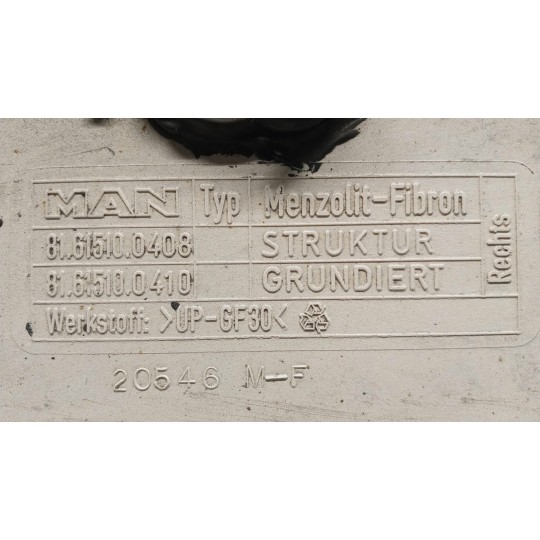 MAN Typ Menzolit-Fibron
81.61510.0408 STRUKTUR
81.61510.0410 GRUNDIERT
Rechts
Werkstoff: >UP-GF30<
20546 M-F